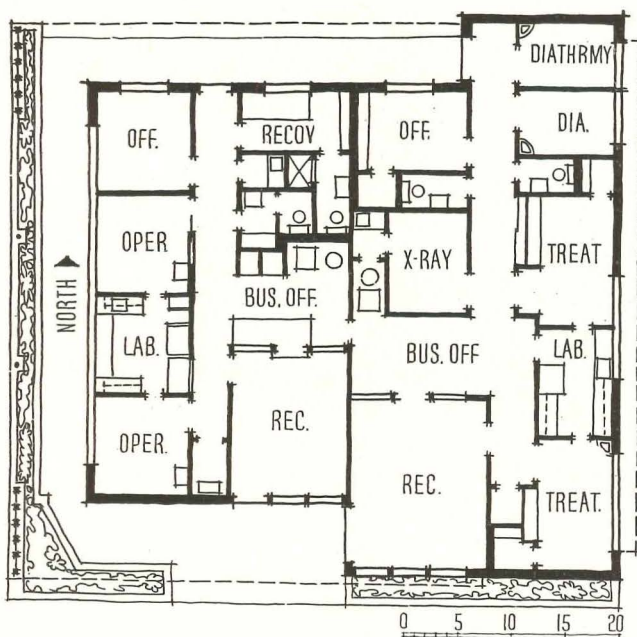 DIATHRMY
OFF.
RECOV
OFF.
DIA.
OPER
X-RAY
TREAT
NORTH
BUS. OFF.
LAB.
BUS. OFF
LAB.
OPER.
REC.
REC.
TREAT.
0 5 10 15 20